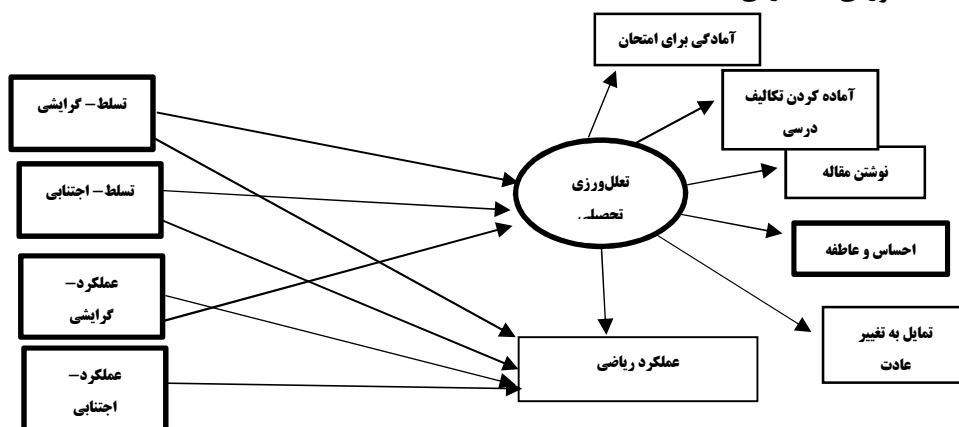 آمادگی برای امتحان
آماده کردن تکالیف
درسی
نوشتن مقاله
احساس و عاطفه
تمایل به تغییر
عادت
تعلل‌ورزی
تحصیلی
تسلط– گرایشی
تسلط– اجتنابی
عملکرد–
گرایشی
عملکرد–
اجتنابی
عملکرد ریاضی